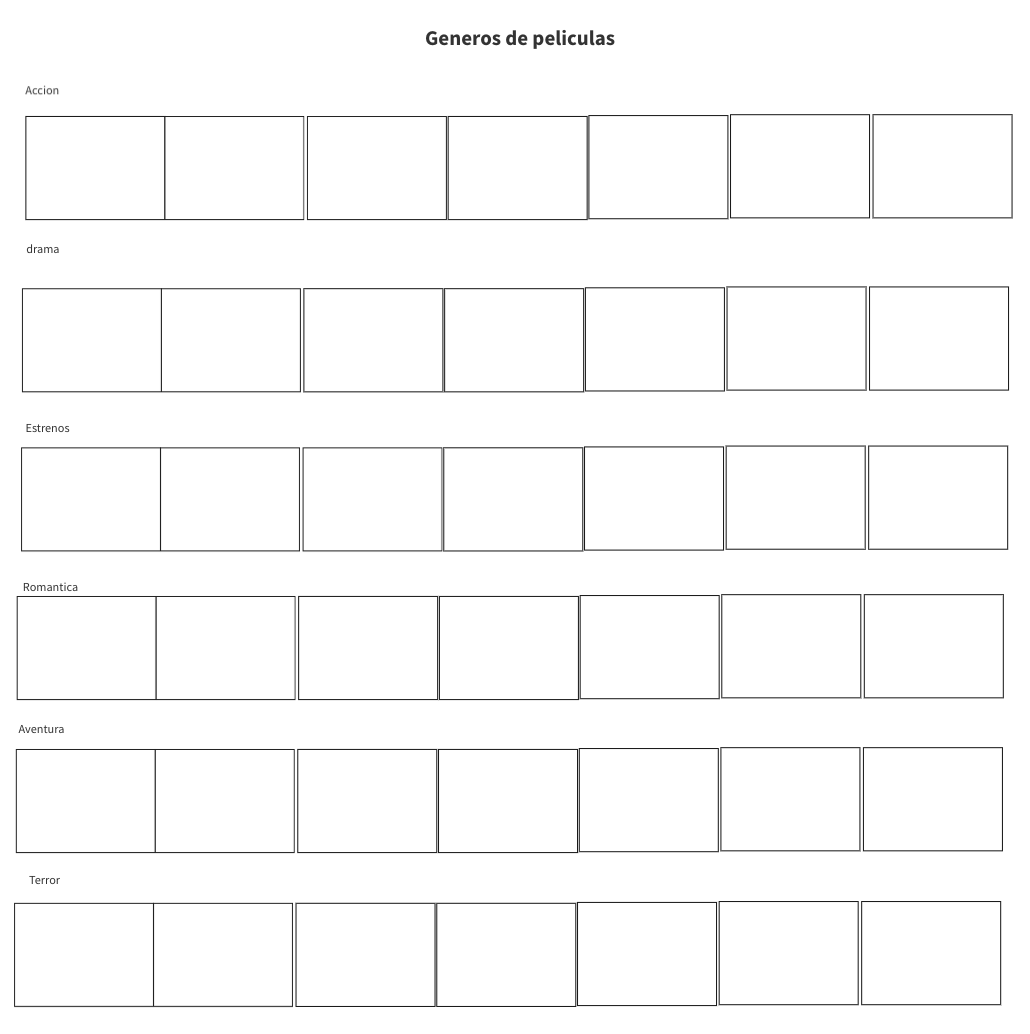 Generos de peliculas
Accion
drama
Estrenos
Romantica
Aventura
Terror